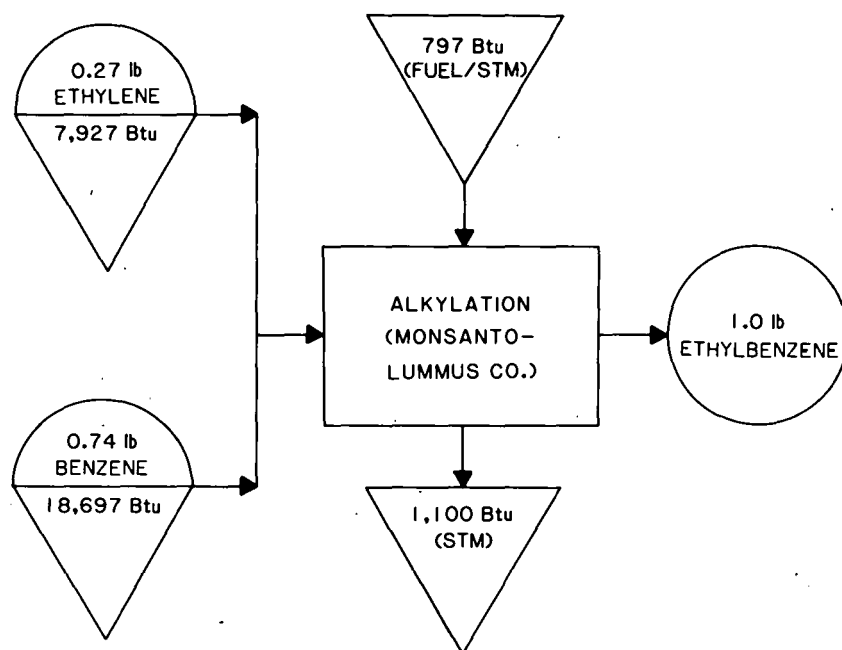 0.27 lb
ETHYLENE
7,927 Btu
797 Btu
(FUEL/STM)
ALKYLATION
(MONSANTO-
LUMMUS CO.)
1.0 lb
ETHYLBENZENE
0.74 lb
BENZENE
18,697 Btu
1,100 Btu
(STM)